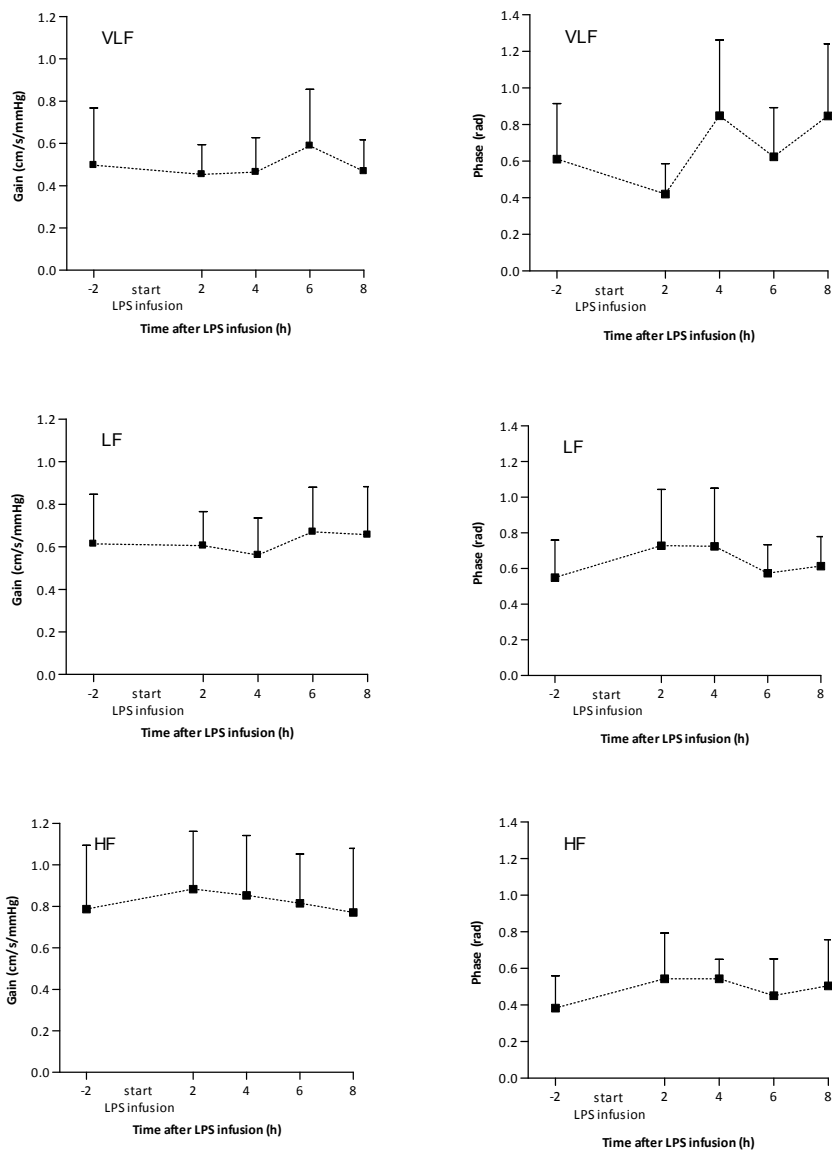 VLF
Gain (cm/s/mmHg)
1.2
1.0
0.8
0.6
0.4
0.2
0.0
-2 start 2 4 6 8
LPS infusion
Time after LPS infusion (h)
VLF
Phase (rad)
1.4
1.2
1.0
0.8
0.6
0.4
0.2
0.0
-2 start 2 4 6 8
LPS infusion
Time after LPS infusion (h)
LF
Gain (cm/s/mmHg)
1.2
1.0
0.8
0.6
0.4
0.2
0.0
-2 start 2 4 6 8
LPS infusion
Time after LPS infusion (h)
LF
Phase (rad)
1.4
1.2
1.0
0.8
0.6
0.4
0.2
0.0
-2 start 2 4 6 8
LPS infusion
Time after LPS infusion (h)
HF
Gain (cm/s/mmHg)
1.2
1.0
0.8
0.6
0.4
0.2
0.0
-2 start 2 4 6 8
LPS infusion
Time after LPS infusion (h)
HF
Phase (rad)
1.4
1.2
1.0
0.8
0.6
0.4
0.2
0.0
-2 start 2 4 6 8
LPS infusion
Time after LPS infusion (h)